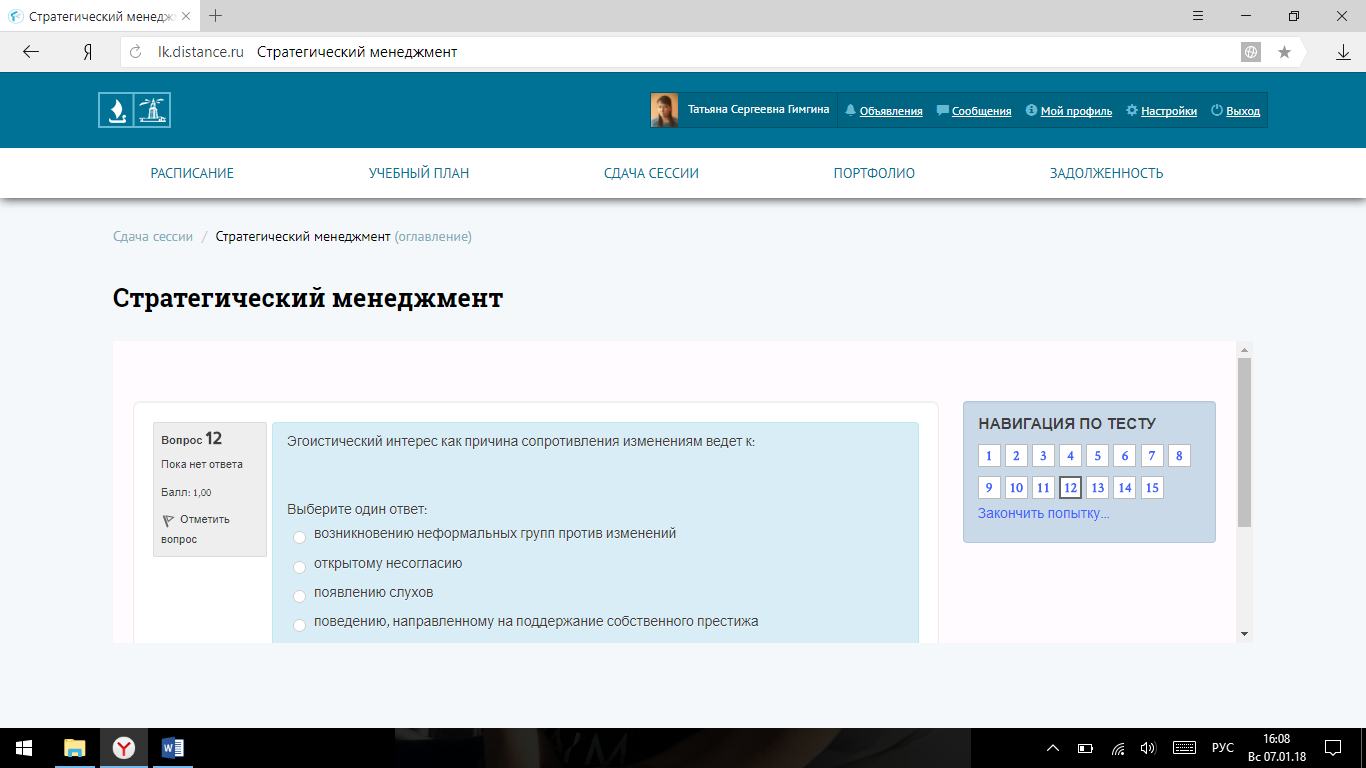 Стратегический менеджм
lk.distance.ru Стратегический менеджмент
Татьяна Сергеевна Гимгина Объявления Сообщения Мой профиль Настройки Выход
РАСПИСАНИЕ УЧЕБНЫЙ ПЛАН СДАЧА СЕССИИ ПОРТФОЛИО ЗАДОЛЖЕННОСТЬ
Сдача сессии / Стратегический менеджмент (оглавление)
Стратегический менеджмент
Вопрос 12
Пока нет ответа
Балл: 1,00
Отметить
вопрос
Эгоистический интерес как причина сопротивления изменениям ведет к:
Выберите один ответ:
возникновению неформальных групп против изменений
открытому несогласию
появлению слухов
поведению, направленному на поддержание собственного престижа
НАВИГАЦИЯ ПО ТЕСТУ
1 2 3 4 5 6 7 8
9 10 11 12 13 14 15
Закончить попытку...
РУС
16:08
Вс 07.01.18